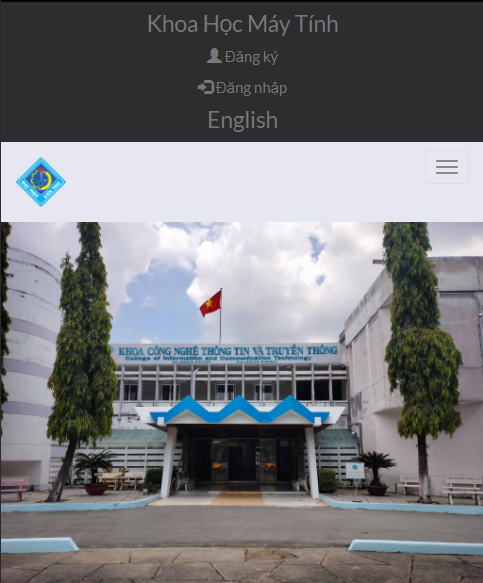 Khoa Học Máy Tính
Đăng ký
Đăng nhập
English
KHOA CÔNG NGHỆ THÔNG TIN VÀ TRUYỀN THÔNG
College of Information and Communication Technology